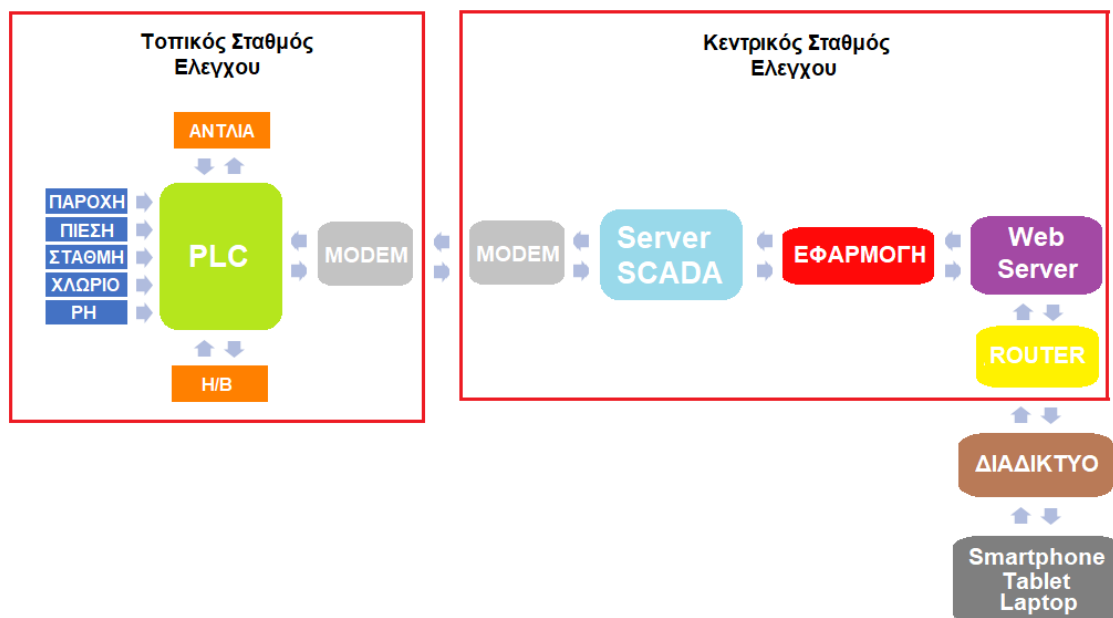 Τοπικός Σταθμός
Ελεγχου
Κεντρικός Σταθμός
Ελεγχου
ΑΝΤΛΙΑ
ΠΑΡΟΧΗ
ΠΙΕΣΗ
ΣΤΑΘΜΗ
ΧΛΩΡΙΟ
PH
PLC
MODEM
MODEM
Server
SCADA
ΕΦΑΡΜΟΓΗ
Web
Server
ROUTER
Η/Β
ΔΙΑΔΙΚΤΥΟ
Smartphone
Tablet
Laptop